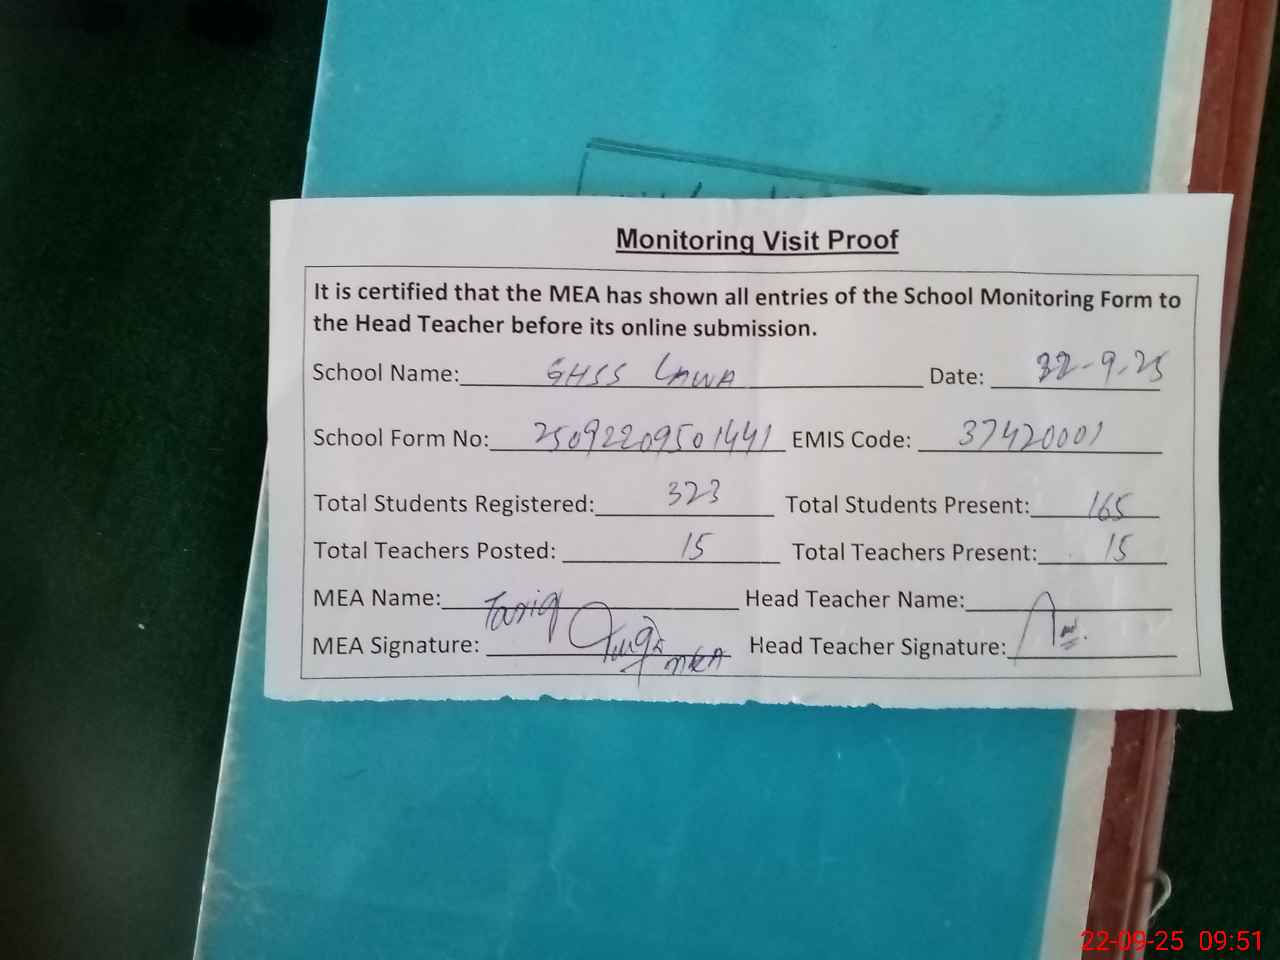 Monitoring Visit Proof
It is certified that the MEA has shown all entries of the School Monitoring Form to
the Head Teacher before its online submission.
School Name: GHSS LAWA Date: 22-9-25
School Form No: 25092209501441 EMIS Code: 37420001
Total Students Registered: 323 Total Students Present: 165
Total Teachers Posted: 15 Total Teachers Present: 15
MEA Name: Tariq Head Teacher Name:
MEA Signature: MEA Head Teacher Signature:
22-09-25 09:51